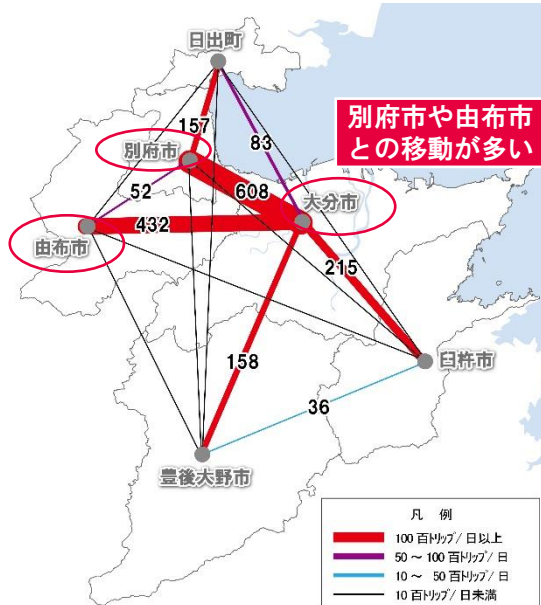 日出町
157
83
別府市や由布市
との移動が多い
別府市
52
608
大分市
由布市
432
215
158
臼杵市
36
豊後大野市
凡 例
100 百トリップ/日以上
50 ～ 100 百トリップ/日
10 ～ 50 百トリップ/日
10 百トリップ/日未満